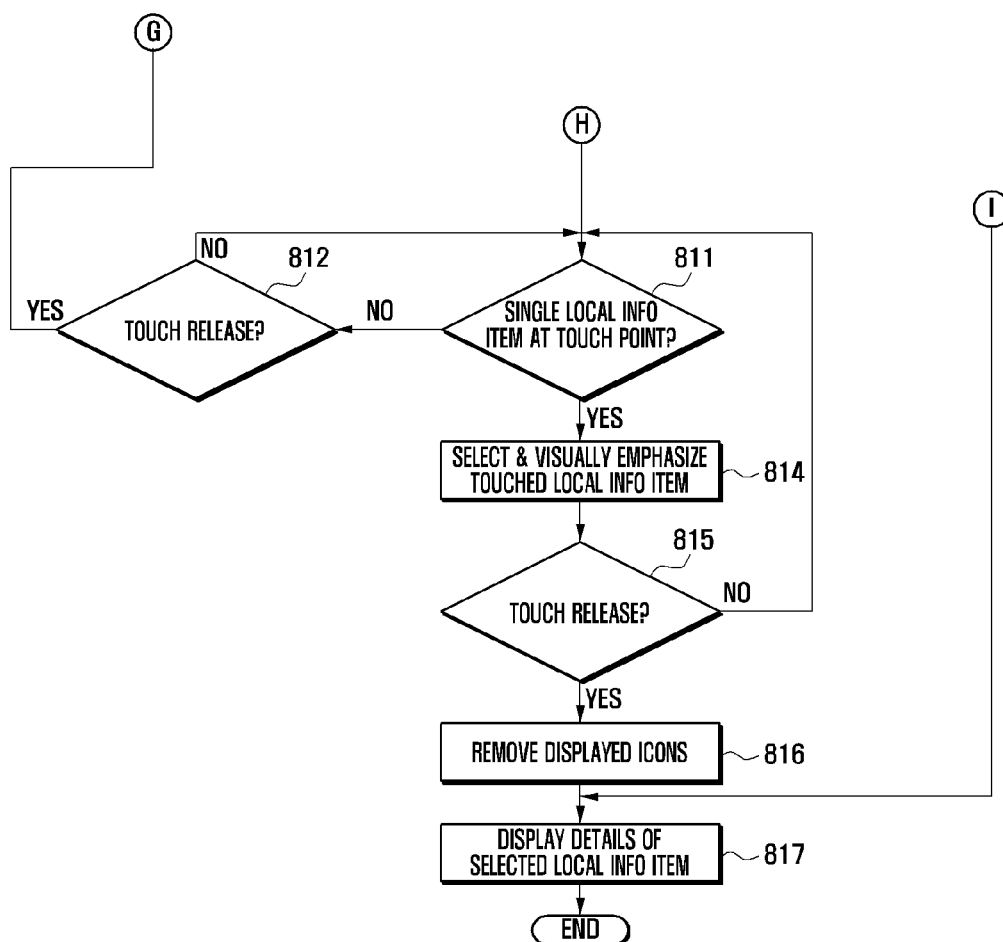 G
H
I
NO
812
811
YES
TOUCH RELEASE?
NO
SINGLE LOCAL INFO
ITEM AT TOUCH POINT?
YES
SELECT & VISUALLY EMPHASIZE
TOUCHED LOCAL INFO ITEM
814
815
TOUCH RELEASE?
NO
YES
REMOVE DISPLAYED ICONS
816
DISPLAY DETAILS OF
SELECTED LOCAL INFO ITEM
817
END